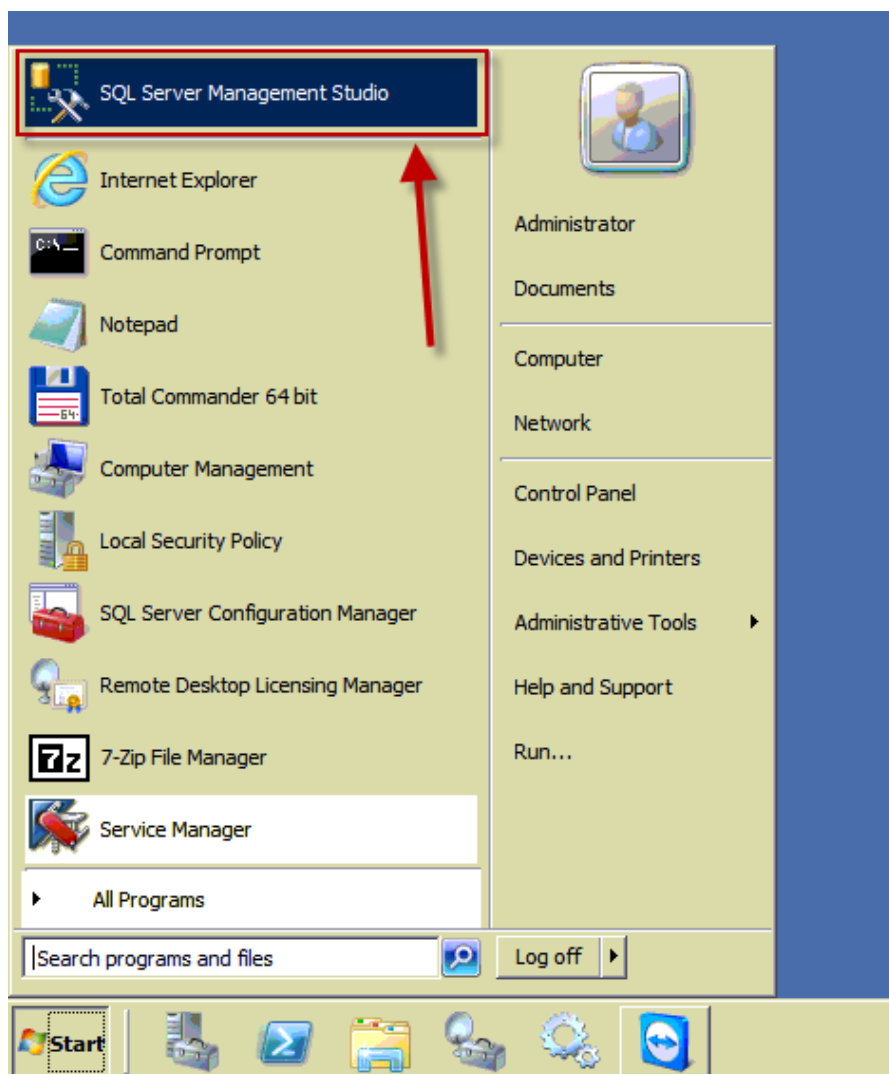 SQL Server Management Studio
Internet Explorer
C:\_
Command Prompt
Notepad
64
Total Commander 64 bit
Computer Management
Local Security Policy
SQL Server Configuration Manager
Remote Desktop Licensing Manager
7z
7-Zip File Manager
Service Manager
All Programs
Search programs and files
Administrator
Documents
Computer
Network
Control Panel
Devices and Printers
Administrative Tools
Help and Support
Run...
Log off
Start